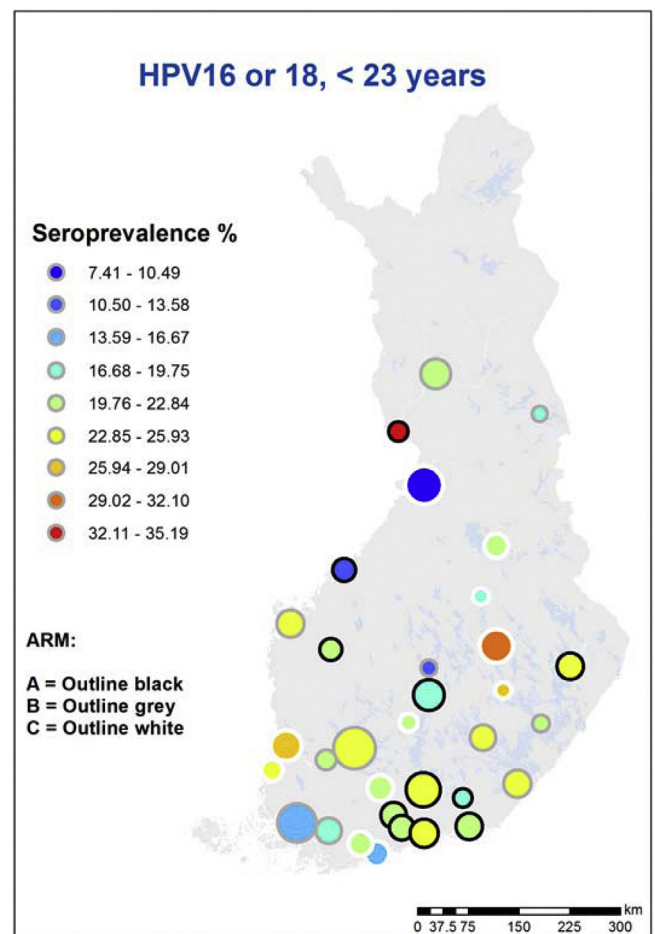 HPV16 or 18, < 23 years
Seroprevalence %
7.41 - 10.49
10.50 - 13.58
13.59 - 16.67
16.68 - 19.75
19.76 - 22.84
22.85 - 25.93
25.94 - 29.01
29.02 - 32.10
32.11 - 35.19
ARM:
A = Outline black
B = Outline grey
C = Outline white
km
0 37.5 75 150 225 300